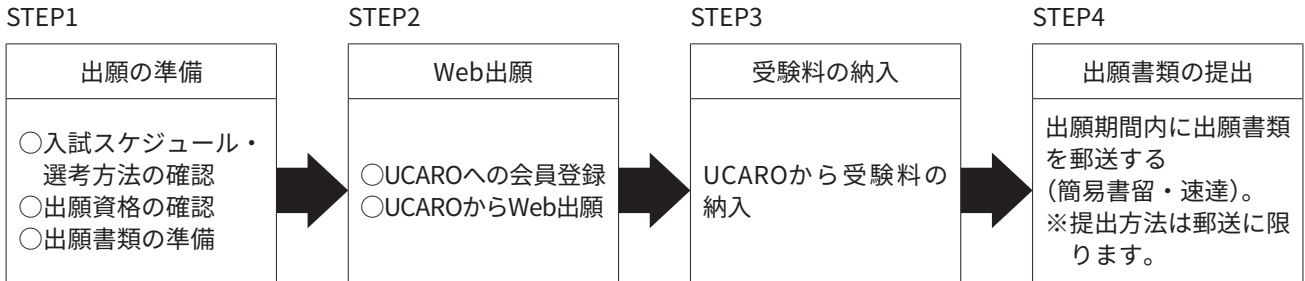 STEP1
出願の準備
○入試スケジュール・
選考方法の確認
○出願資格の確認
○出願書類の準備
STEP2
Web出願
○UCAROへの会員登録
○UCAROからWeb出願
STEP3
受験料の納入
UCAROから受験料の
納入
STEP4
出願書類の提出
出願期間内に出願書類
を郵送する
（簡易書留・速達）。
※提出方法は郵送に限
ります。